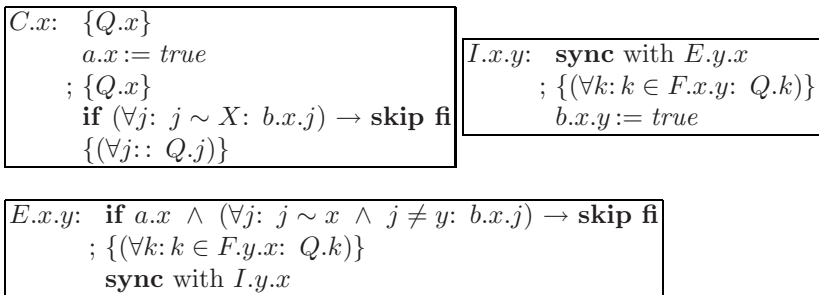 C.x: {Q.x}
a.x := true
; {Q.x}
if (∀j: j ∼ X: b.x.j) → skip fi
{(∀j:: Q.j)}
I.x.y: sync with E.y.x
; {(∀k: k ∈ F.x.y: Q.k)}
b.x.y := true
E.x.y: if a.x ∧ (∀j: j ∼ x ∧ j ≠ y: b.x.j) → skip fi
; {(∀k: k ∈ F.y.x: Q.k)}
sync with I.y.x